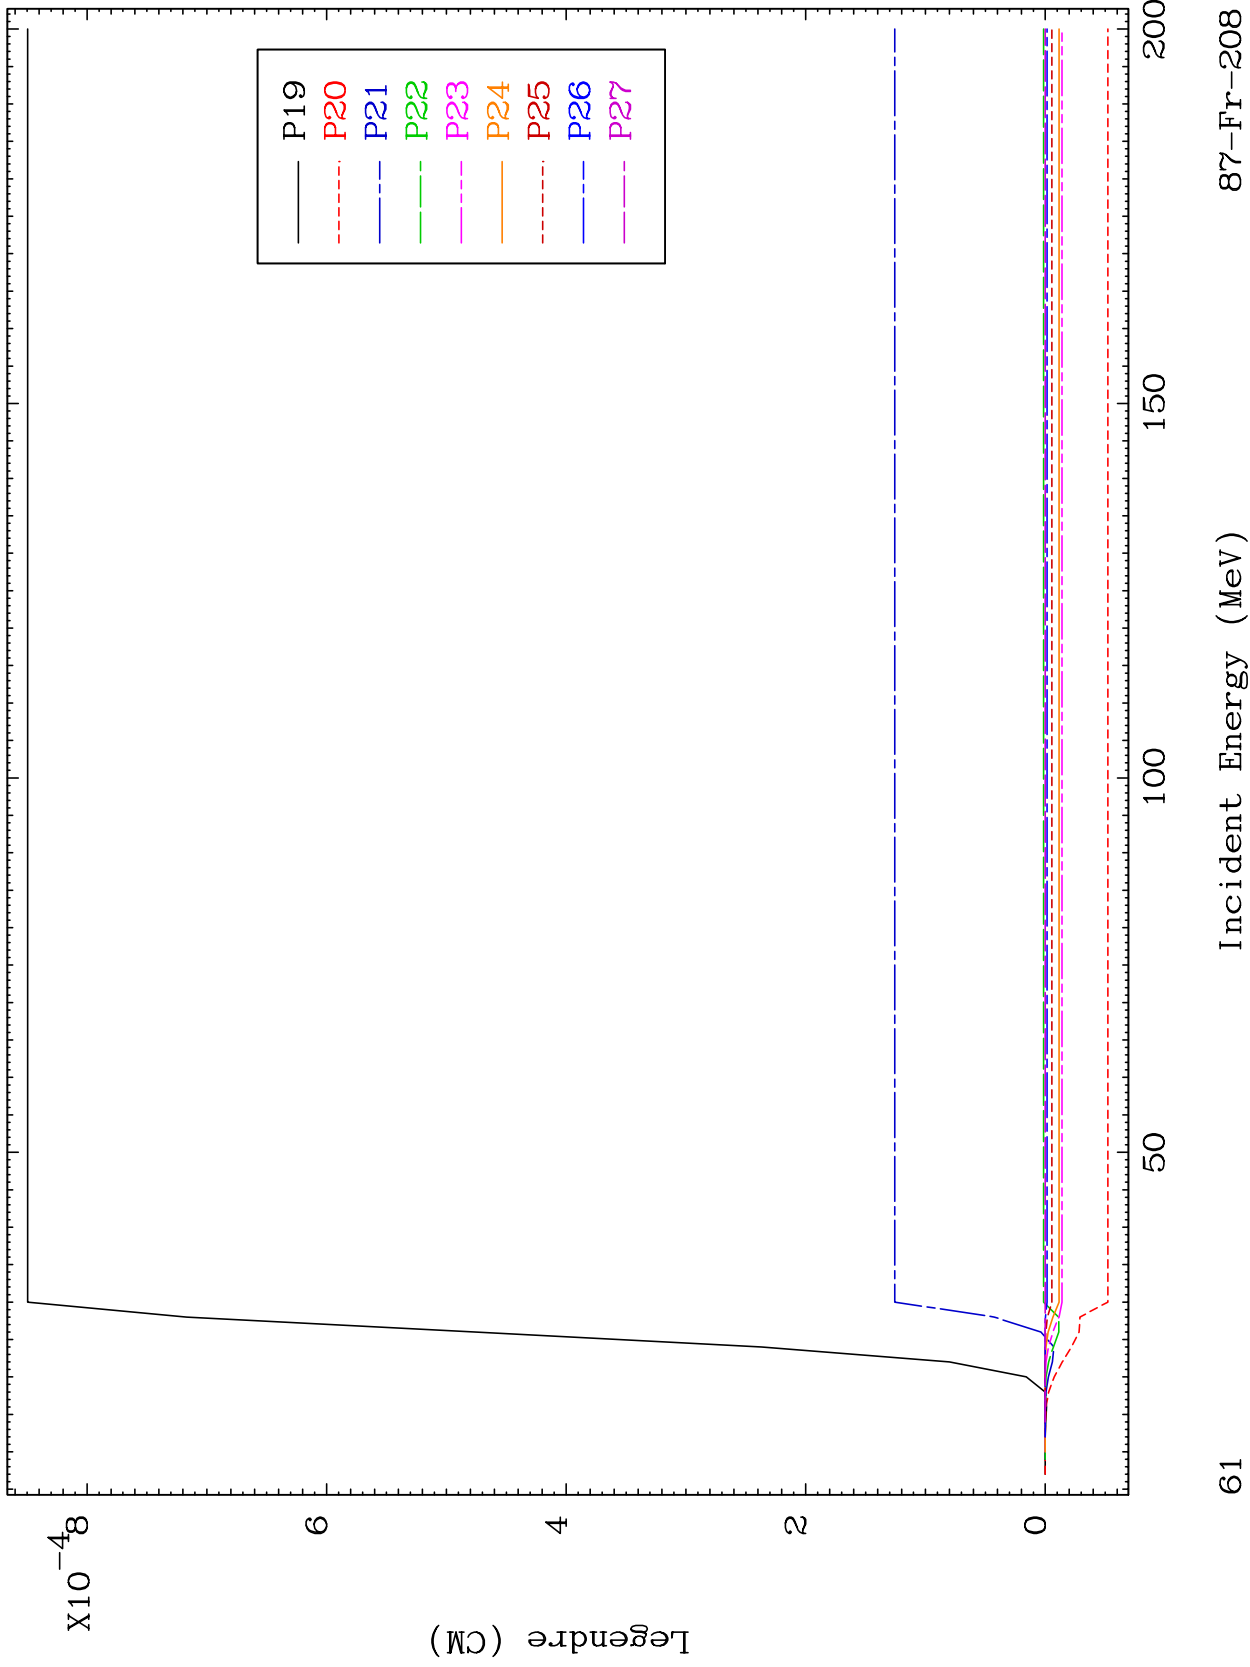 X10⁻⁴
8
6
4
2
0
Legendre (CM)
P19
P20
P21
P22
P23
P24
P25
P26
P27
50
100
150
200
Incident Energy (MeV)
61
87-Fr-208